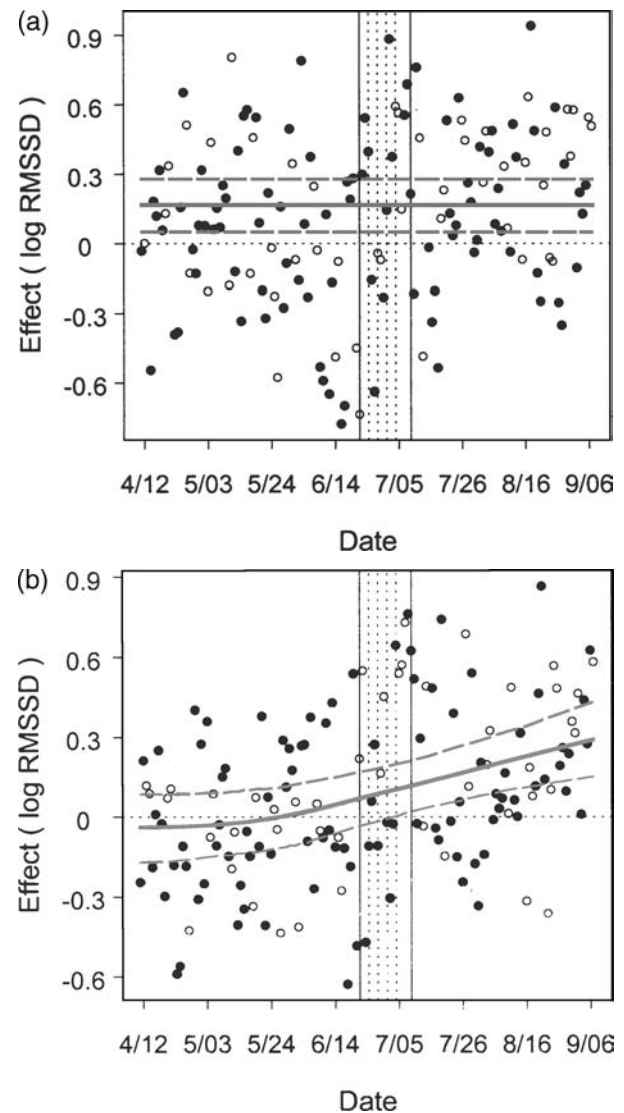 (a)
0.9
0.6
0.3
0
-0.3
-0.6
Effect ( log RMSSD )
4/12 5/03 5/24 6/14 7/05 7/26 8/16 9/06
Date
(b)
0.9
0.6
0.3
0.0
-0.3
-0.6
Effect ( log RMSSD )
4/12 5/03 5/24 6/14 7/05 7/26 8/16 9/06
Date